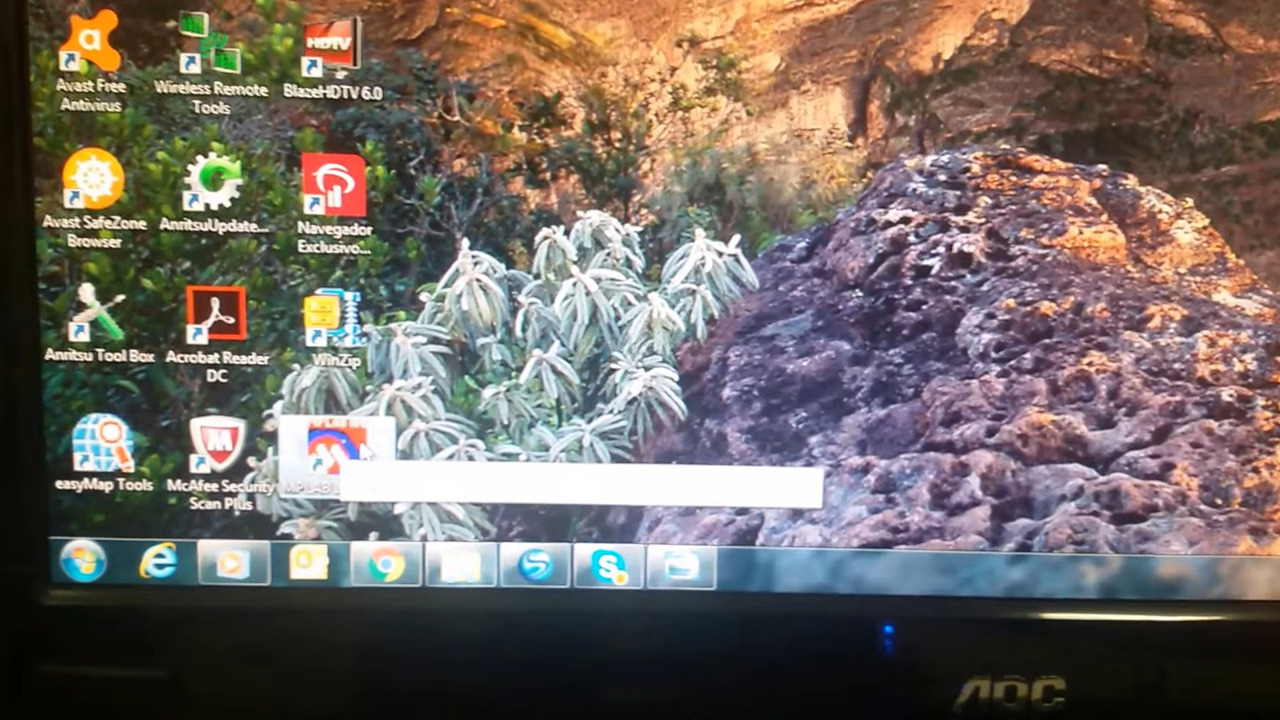 a
HDTV
Avast Free
Antivirus
Wireless Remote
Tools
BlazeHDTV 6.0
Avast SafeZone
Browser
AnritsuUpdate...
Navegador
Exclusivo...
Anritsu Tool Box
Acrobat Reader
DC
WinZip
easyMap Tools
McAfee Security
Scan Plus
MPLAB
AOC